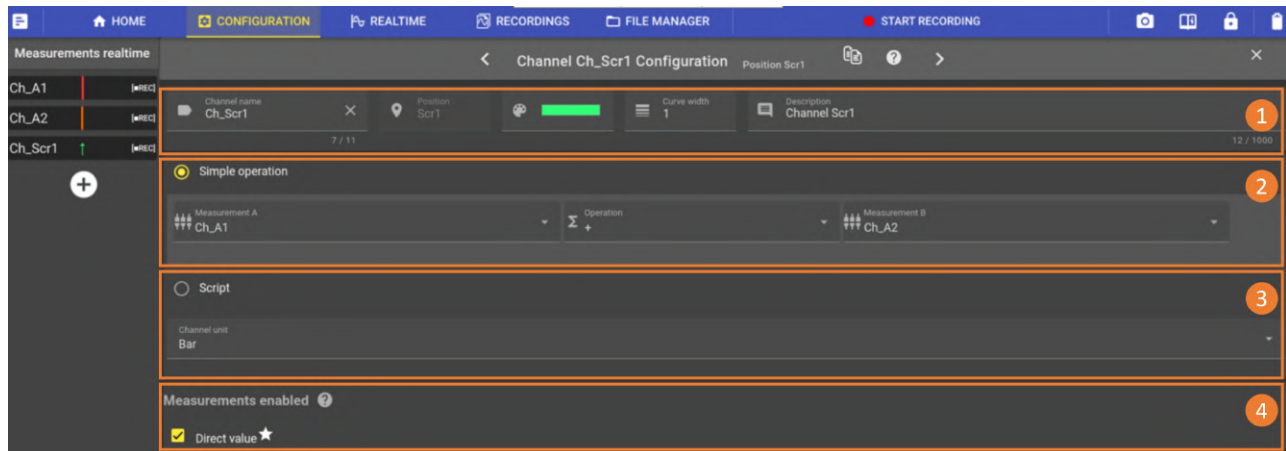 HOME CONFIGURATION REALTIME RECORDINGS FILE MANAGER START RECORDING
Measurements realtime
Channel Ch_Scr1 Configuration Position Scr1
Ch_A1 [■REC]
Ch_A2 [■REC]
Ch_Scr1 [■REC]
Channel name
Ch_Scr1
7 / 11
Position
Scr1
Curve width
1
Description
Channel Scr1
12 / 1000
1
Simple operation
2
Measurement A
Ch_A1
Operation
+
Measurement B
Ch_A2
Script
3
Channel unit
Bar
Measurements enabled
4
Direct value